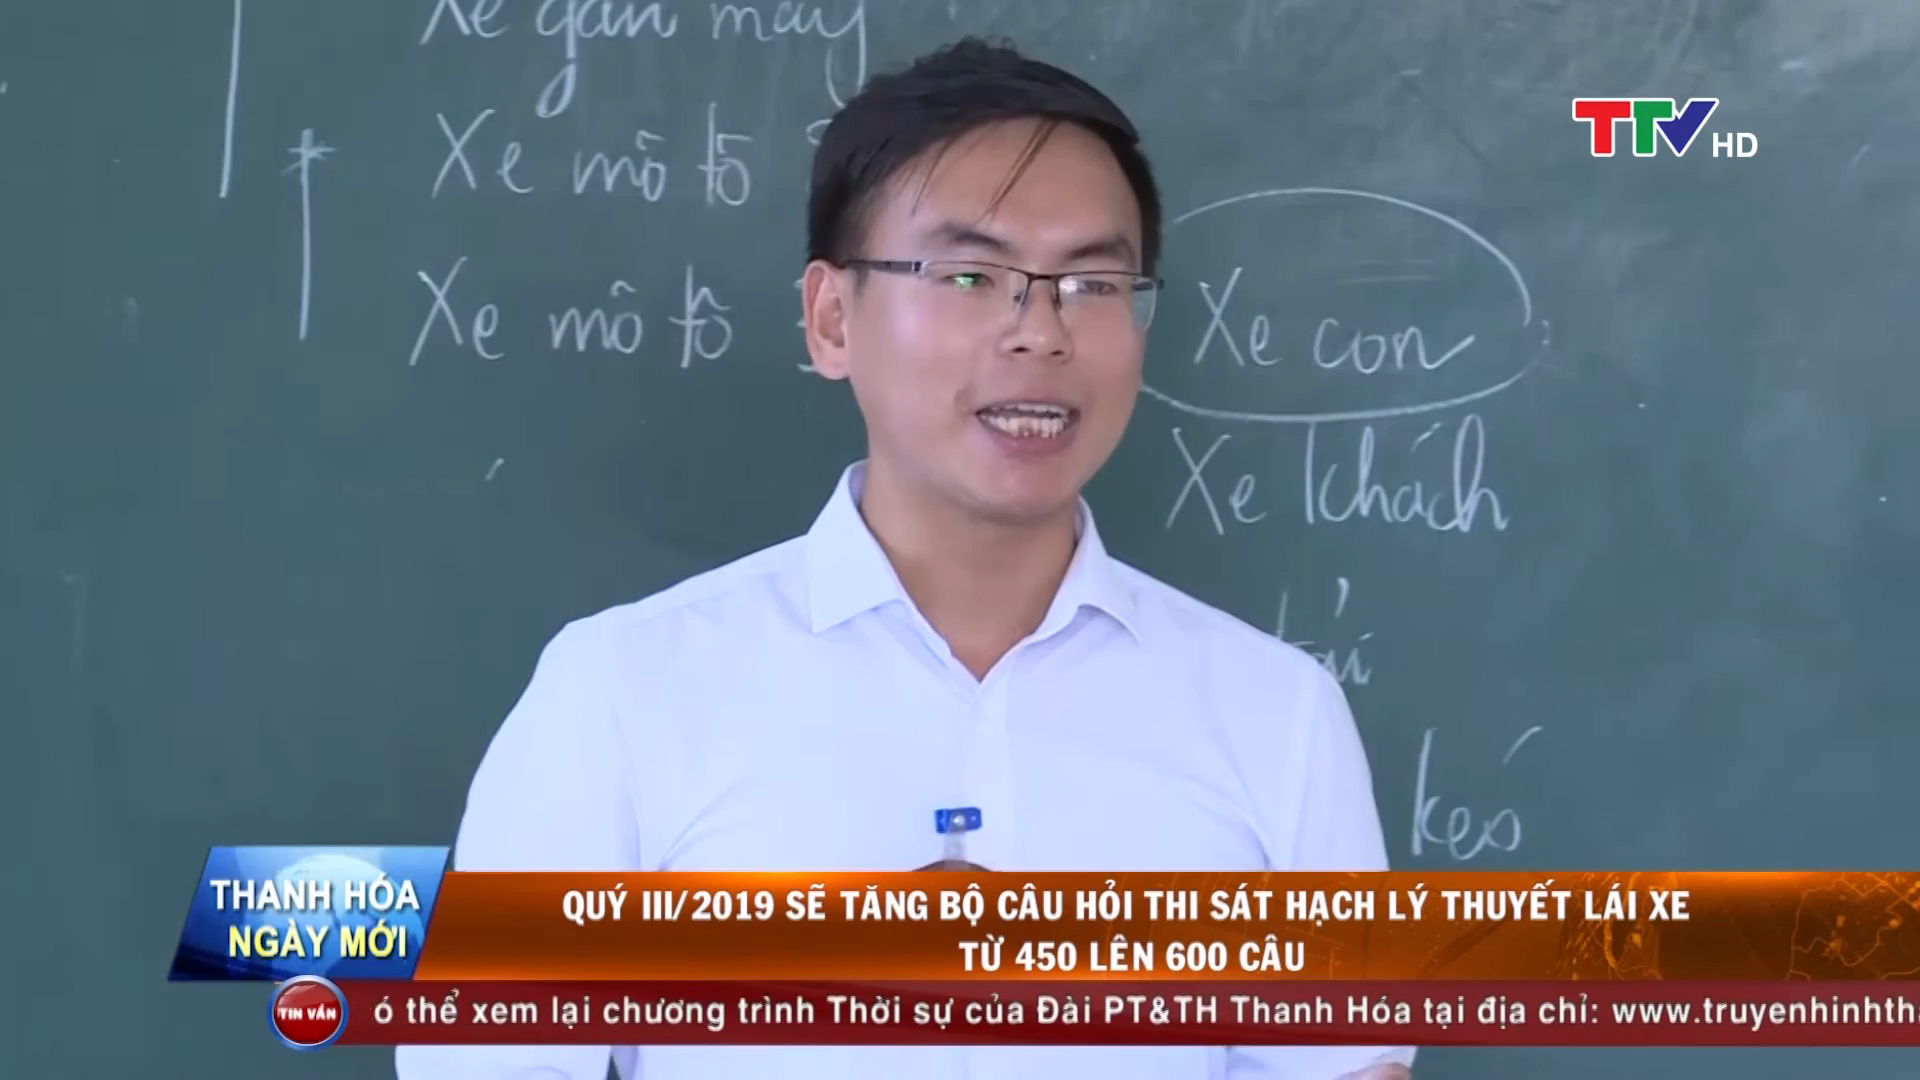 Xe gắn máy
TTV HD
Xe mô tô
Xe mô tô
Xe con
Xe khách
tải
kéo
THANH HÓA
NGÀY MỚI
QUÝ III/2019 SẼ TĂNG BỘ CÂU HỎI THI SÁT HẠCH LÝ THUYẾT LÁI XE
TỪ 450 LÊN 600 CÂU
TIN VẮN
ó thể xem lại chương trình Thời sự của Đài PT&TH Thanh Hóa tại địa chỉ: www.truyenhinhtha